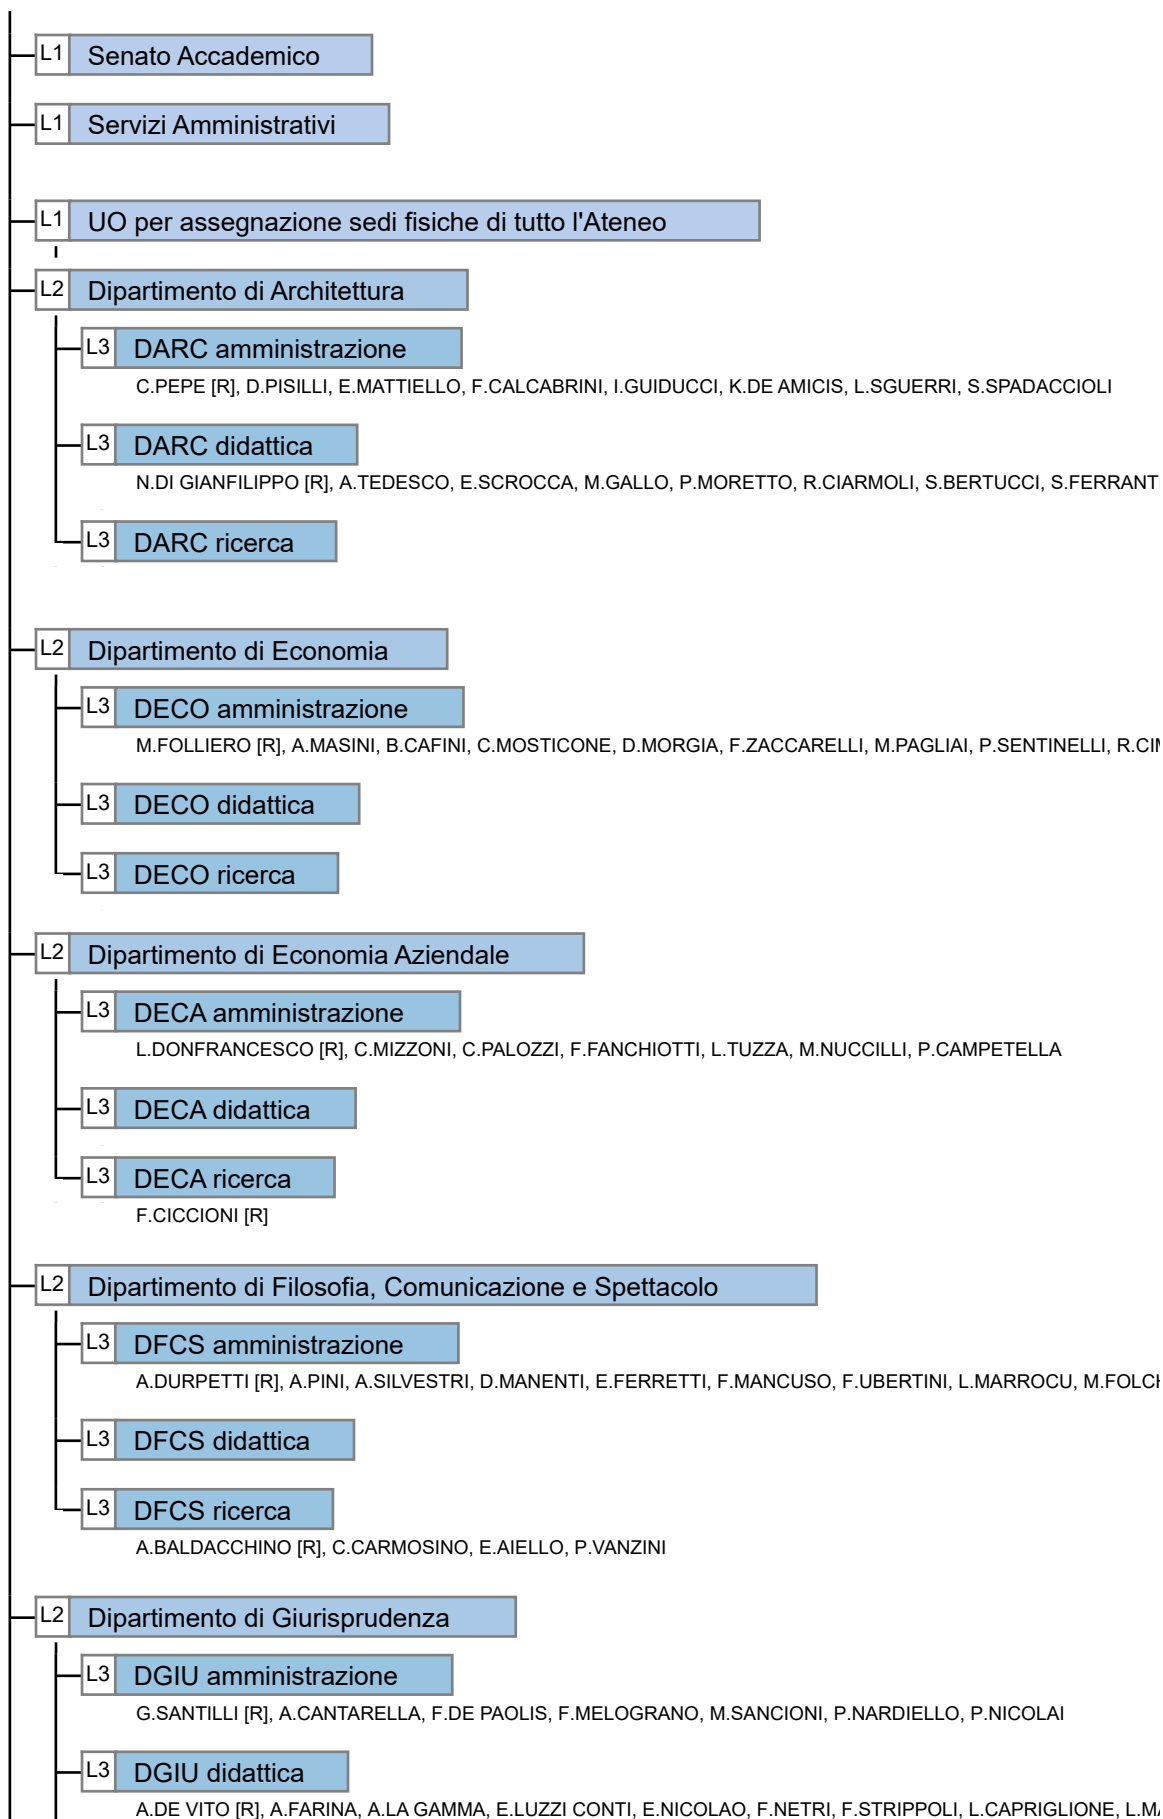 L1 Senato Accademico
L1 Servizi Amministrativi
L1 UO per assegnazione sedi fisiche di tutto l'Ateneo
L2 Dipartimento di Architettura
L3 DARC amministrazione
C.PEPE [R], D.PISILLI, E.MATTIELLO, F.CALCABRINI, I.GUIDUCCI, K.DE AMICIS, L.SGUERRI, S.SPADACCIOLI
L3 DARC didattica
N.DI GIANFILIPPO [R], A.TEDESCO, E.SCROCCA, M.GALLO, P.MORETTO, R.CIARMOLI, S.BERTUCCI, S.FERRANTI
L3 DARC ricerca
L2 Dipartimento di Economia
L3 DECO amministrazione
M.FOLLIERO [R], A.MASINI, B.CAFINI, C.MOSTICONE, D.MORGIA, F.ZACCARELLI, M.PAGLIAI, P.SENTINELLI,
L3 DECO didattica
L3 DECO ricerca
L2 Dipartimento di Economia Aziendale
L3 DECA amministrazione
L.DONFRANCESCO [R], C.MIZZONI, C.PALOZZI, F.FANCHIOTTI, L.TUZZA, M.NUCCILLI, P.CAMPETELLA
L3 DECA didattica
L3 DECA ricerca
F.CICCIONI [R]
L2 Dipartimento di Filosofia, Comunicazione e Spettacolo
L3 DFCS amministrazione
A.DURPETTI [R], A.PINI, A.SILVESTRI, D.MANENTI, E.FERRETTI, F.MANCUSO, F.UBERTINI, L.MARROCU,
L3 DFCS didattica
L3 DFCS ricerca
A.BALDACCHINO [R], C.CARMOSINO, E.AIELLO, P.VANZINI
L2 Dipartimento di Giurisprudenza
L3 DGIU amministrazione
G.SANTILLI [R], A.CANTARELLA, F.DE PAOLIS, F.MELOGRANO, M.SANCIONI, P.NARDIELLO, P.NICOLAI
L3 DGIU didattica
A.DE VITO [R], A.FARINA, A.LA GAMMA, E.LUZZI CONTI, E.NICOLAO, F.NETRI, F.STRIPPOLI, L.CAPRIGLIONE,